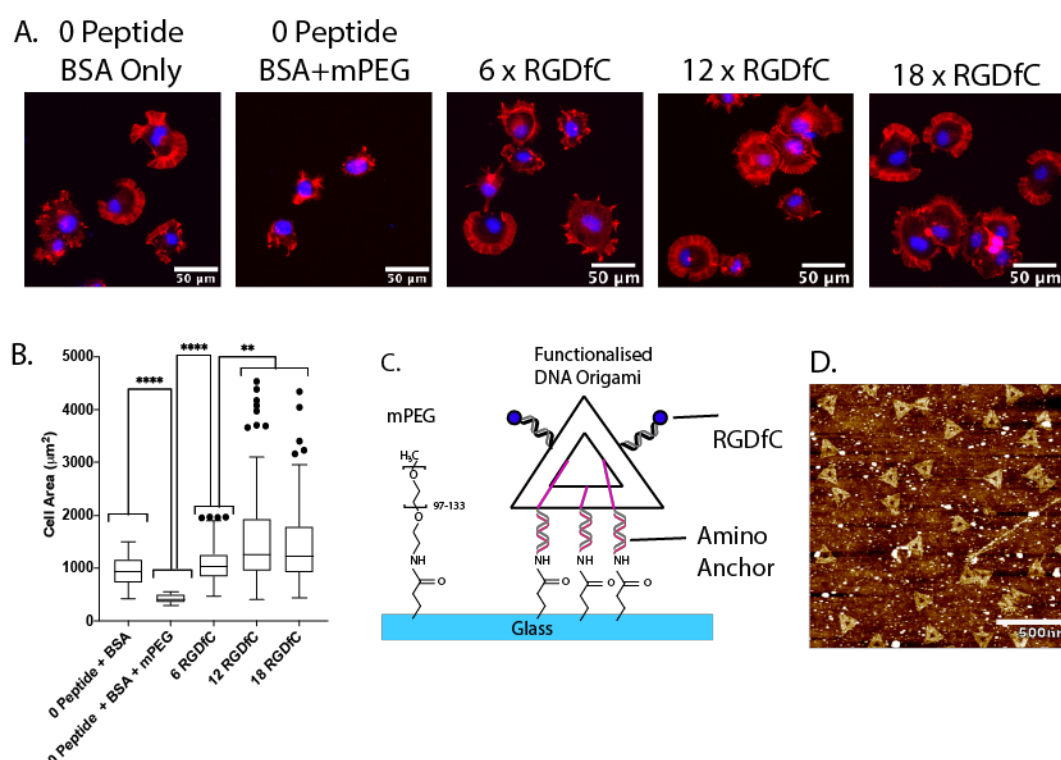 A.
0 Peptide
BSA Only
0 Peptide
BSA+mPEG
6 x RGDfC
12 x RGDfC
18 x RGDfC
50 μm
50 μm
50 μm
50 μm
50 μm
B.
****
****
**
5000
4000
3000
2000
1000
0
Cell Area (μm²)
0 Peptide + BSA
0 Peptide + BSA + mPEG
6 RGDfC
12 RGDfC
18 RGDfC
C.
Functionalised
DNA Origami
mPEG
RGDfC
H₃C
O
97-133
O
NH
O
Amino
Anchor
NH
O
NH
O
NH
O
Glass
D.
500nm